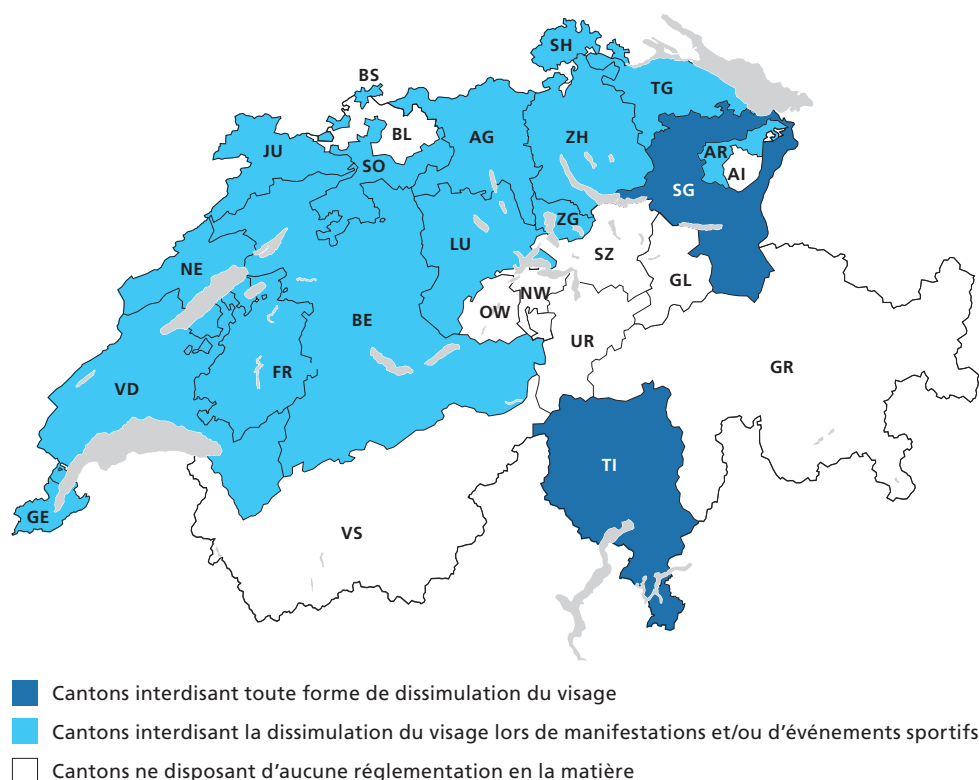 SH
BS
TG
BL
AG
ZH
JU
SO
AR
AI
SG
ZG
LU
SZ
NE
GL
NW
OW
BE
UR
GR
FR
VD
TI
GE
VS
Cantons interdisant toute forme de dissimulation du visage
Cantons interdisant la dissimulation du visage lors de manifestations et/ou d'événements sportifs
Cantons ne disposant d'aucune réglementation en la matière